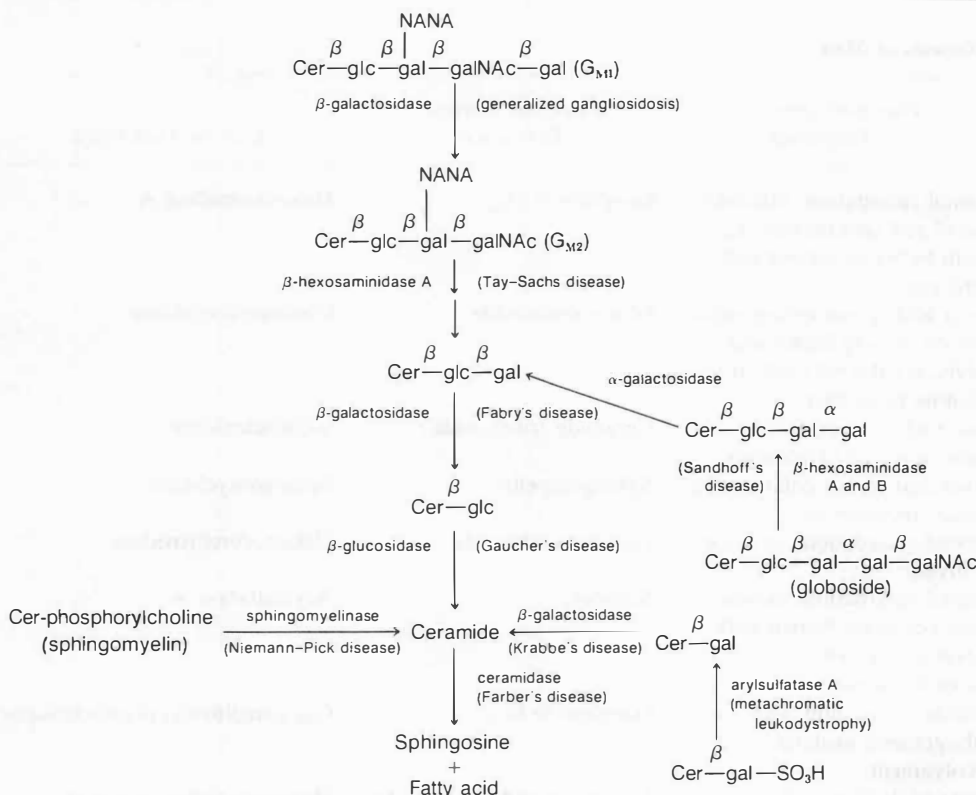 NANA
β β β β
Cer—glc—gal—galNAc—gal (GM1)
β-galactosidase (generalized gangliosidosis)
NANA
β β β
Cer—glc—gal—galNAc (GM2)
β-hexosaminidase A (Tay–Sachs disease)
β β
Cer—glc—gal
α-galactosidase
β-galactosidase (Fabry's disease)
β β α
Cer—glc—gal—gal
(Sandhoff's disease)
β-hexosaminidase
A and B
β
Cer—glc
β-glucosidase (Gaucher's disease)
β β α β
Cer—glc—gal—gal—galNAc
(globoside)
Cer-phosphorylcholine
(sphingomyelin)
sphingomyelinase
(Niemann–Pick disease)
Ceramide
β-galactosidase
(Krabbe's disease)
β
Cer—gal
ceramidase
(Farber's disease)
arylsulfatase A
(metachromatic
leukodystrophy)
Sphingosine
+
Fatty acid
β
Cer—gal—SO3H